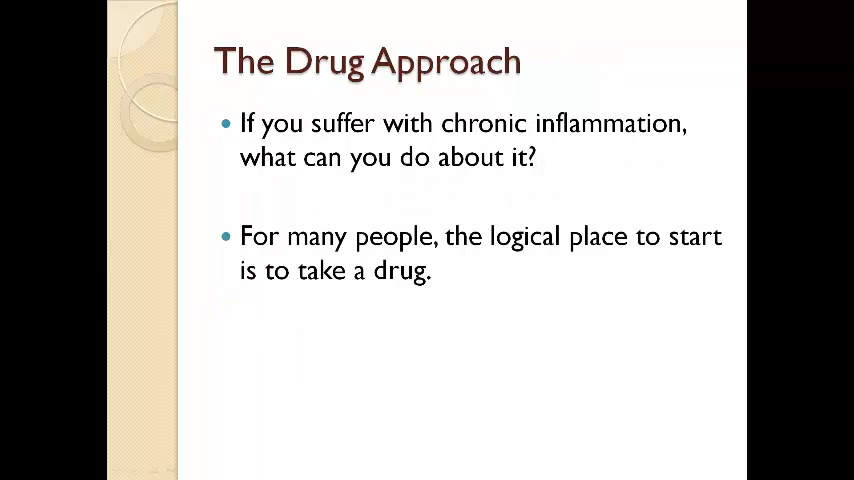 The Drug Approach
• If you suffer with chronic inflammation,
what can you do about it?
• For many people, the logical place to start
is to take a drug.